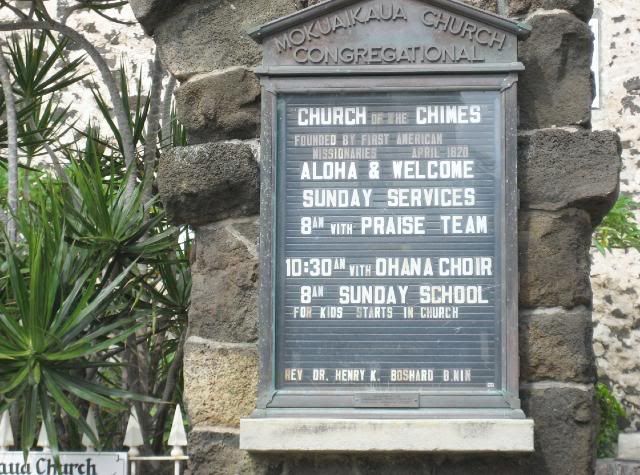 MOKUAIKAUA CHURCH
CONGREGATIONAL
CHURCH OF THE CHIMES
FOUNDED BY FIRST AMERICAN
MISSIONARIES APRIL 1820
ALOHA & WELCOME
SUNDAY SERVICES
8AM WITH PRAISE TEAM
10:30AM WITH OHANA CHOIR
8AM SUNDAY SCHOOL
FOR KIDS STARTS IN CHURCH
REV DR. HENRY K. BOSHARD D.MIN
aua Church